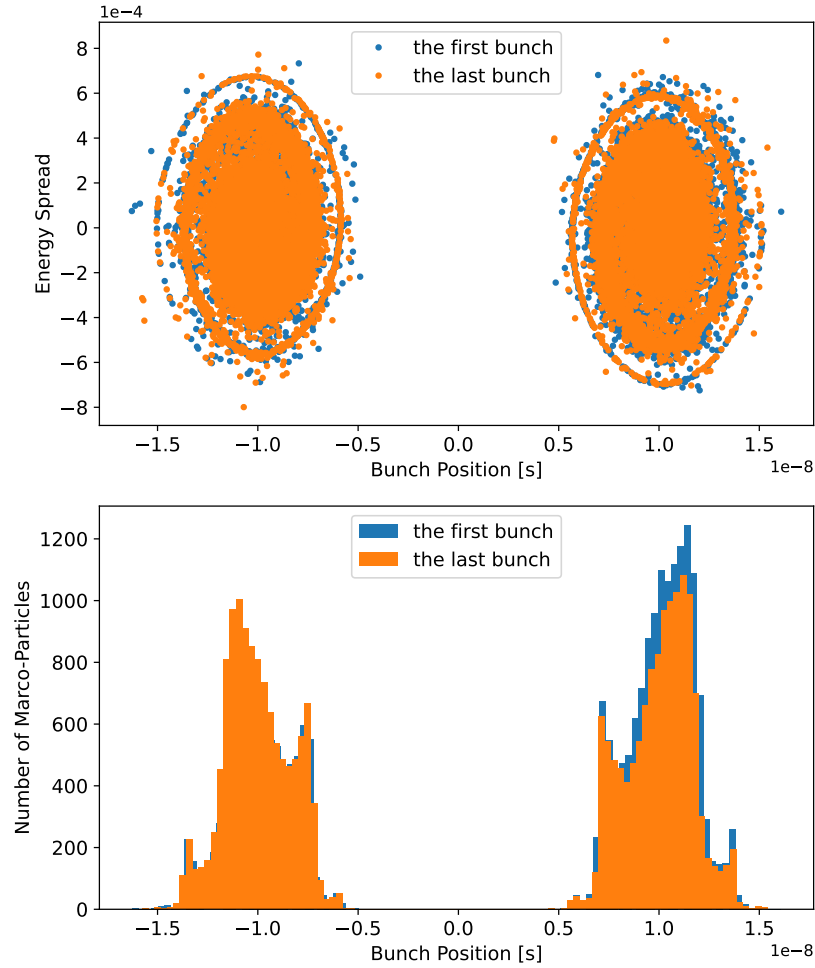 1e−4
8
6
4
2
0
−2
−4
−6
−8
Energy Spread
the first bunch
the last bunch
−1.5 −1.0 −0.5 0.0 0.5 1.0 1.5
1e−8
Bunch Position [s]
1200
1000
800
600
400
200
0
Number of Marco-Particles
the first bunch
the last bunch
−1.5 −1.0 −0.5 0.0 0.5 1.0 1.5
1e−8
Bunch Position [s]